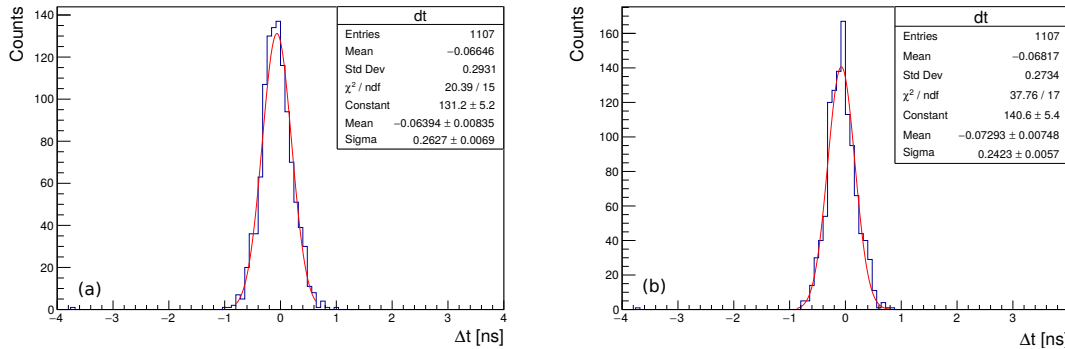 Counts
140
120
100
80
60
40
20
0
−4 −3 −2 −1 0 1 2 3 4
Δt [ns]
(a)
dt
Entries 1107
Mean −0.06646
Std Dev 0.2931
χ² / ndf 20.39 / 15
Constant 131.2 ± 5.2
Mean −0.06394 ± 0.00835
Sigma 0.2627 ± 0.0069
Counts
160
140
120
100
80
60
40
20
0
−4 −3 −2 −1 0 1 2 3
Δt [ns]
(b)
dt
Entries 1107
Mean −0.06817
Std Dev 0.2734
χ² / ndf 37.76 / 17
Constant 140.6 ± 5.4
Mean −0.07293 ± 0.00748
Sigma 0.2423 ± 0.0057